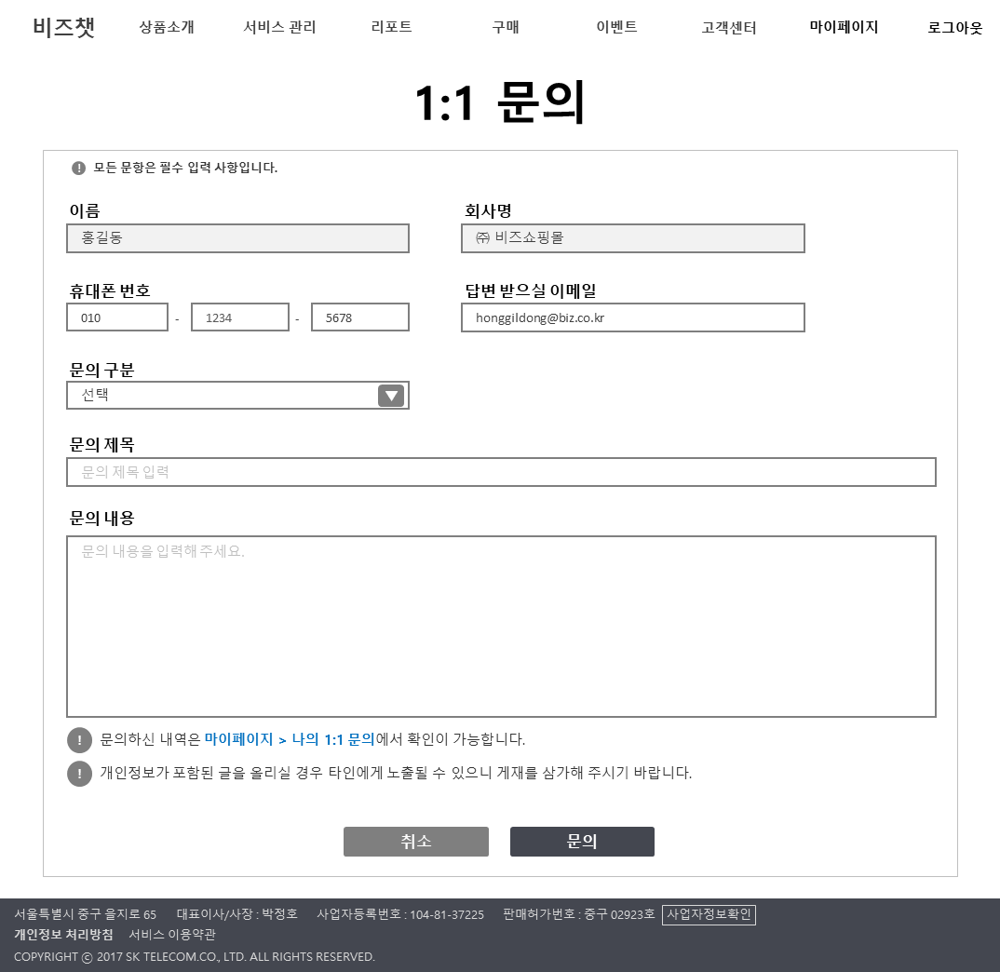 비즈챗 상품소개 서비스 관리 리포트 구매 이벤트 고객센터 마이페이지 로그아웃
1:1 문의
! 모든 문항은 필수 입력 사항입니다.
이름 회사명
홍길동 ㈜ 비즈쇼핑몰
휴대폰 번호 답변 받으실 이메일
010 - 1234 - 5678 honggildong@biz.co.kr
문의 구분
선택 ▼
문의 제목
문의 제목 입력
문의 내용
문의 내용을 입력해 주세요.
! 문의하신 내역은 마이페이지 > 나의 1:1 문의에서 확인이 가능합니다.
! 개인정보가 포함된 글을 올리실 경우 타인에게 노출될 수 있으니 게재를 삼가해 주시기 바랍니다.
취소 문의
서울특별시 중구 을지로 65 대표이사/사장 : 박정호 사업자등록번호 : 104-81-37225 판매허가번호 : 중구 02923호 사업자정보확인
개인정보 처리방침 서비스 이용약관
COPYRIGHT ⓒ 2017 SK TELECOM.CO., LTD. ALL RIGHTS RESERVED.